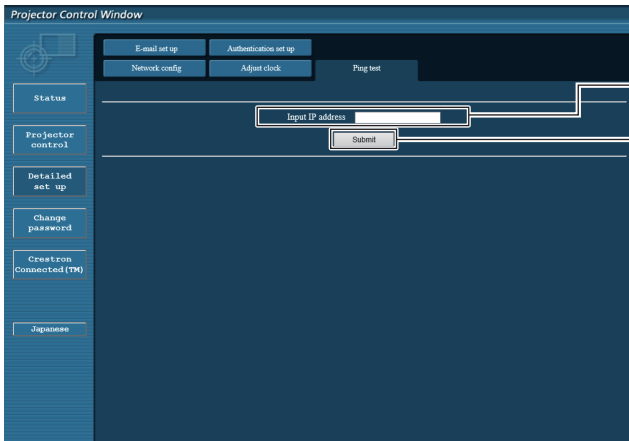 Projector Control Window
E-mail set up
Authentication set up
Network config
Adjust clock
Ping test
Status
Input IP address
Submit
Projector
control
Detailed
set up
Change
password
Crestron
Connected(TM)
Japanese